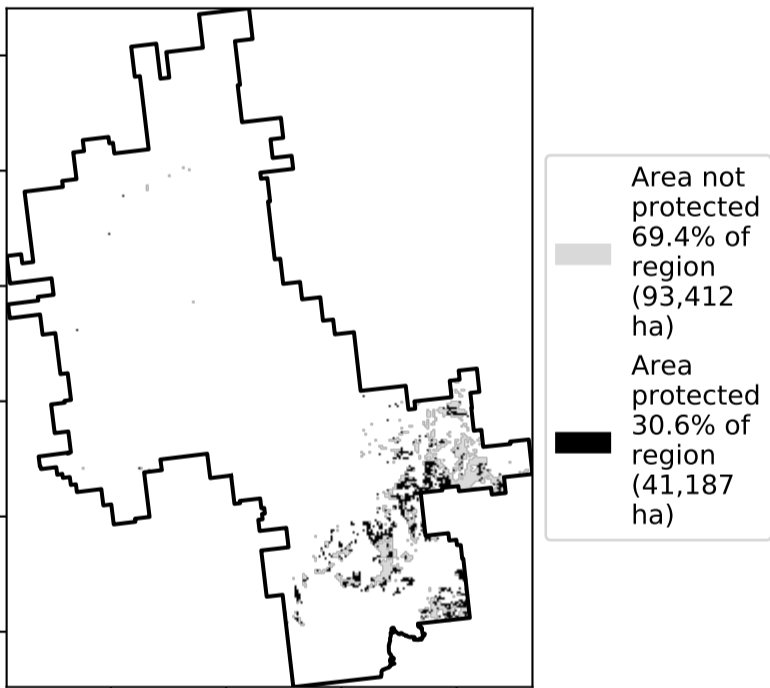 Area not
protected
69.4% of
region
(93,412
ha)
Area
protected
30.6% of
region
(41,187
ha)